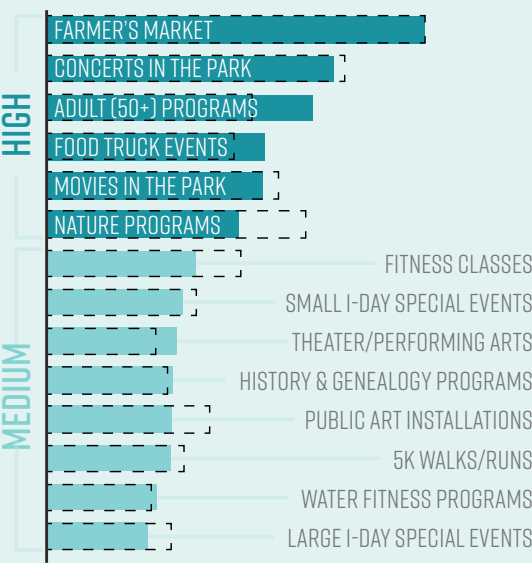 HIGH
FARMER'S MARKET
CONCERTS IN THE PARK
ADULT (50+) PROGRAMS
FOOD TRUCK EVENTS
MOVIES IN THE PARK
NATURE PROGRAMS
MEDIUM
FITNESS CLASSES
SMALL 1-DAY SPECIAL EVENTS
THEATER/PERFORMING ARTS
HISTORY & GENEALOGY PROGRAMS
PUBLIC ART INSTALLATIONS
5K WALKS/RUNS
WATER FITNESS PROGRAMS
LARGE 1-DAY SPECIAL EVENTS